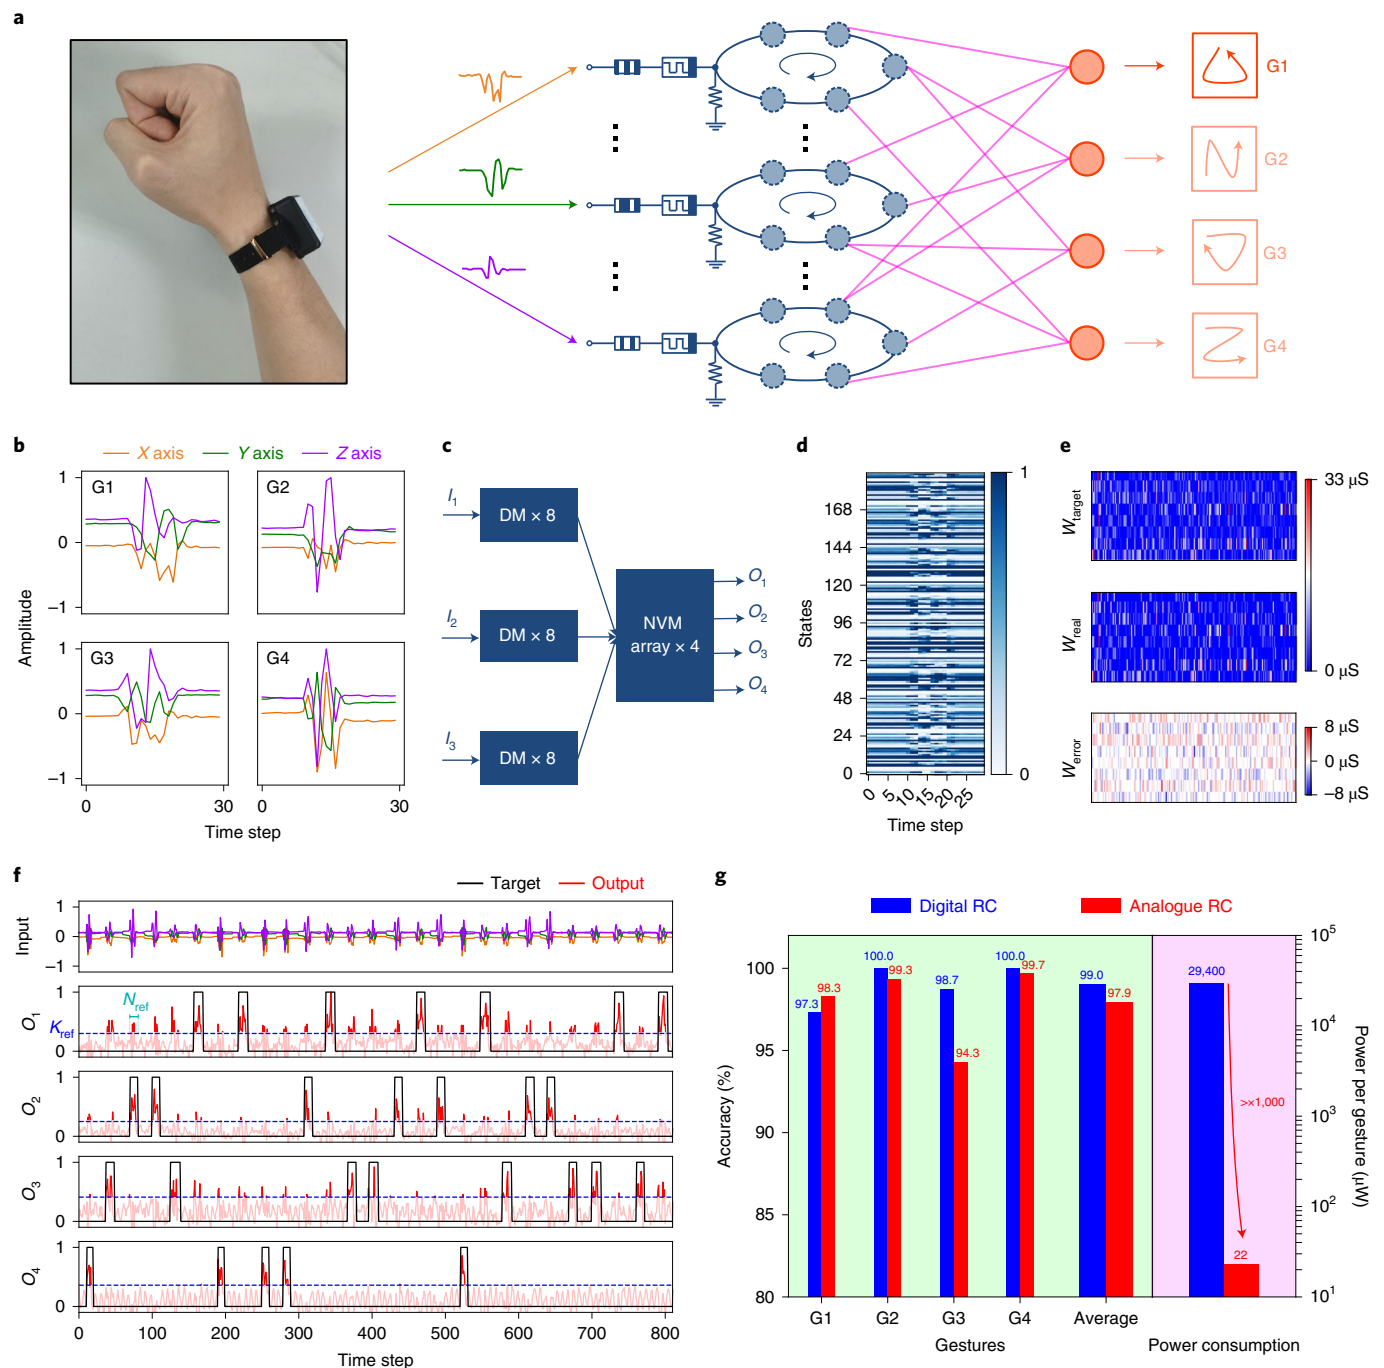 a
G1
G2
G3
G4
b
X axis
Y axis
Z axis
Amplitude
1
0
−1
1
0
−1
G1
G2
G3
G4
0
30
0
30
Time step
c
I1
I2
I3
DM × 8
DM × 8
DM × 8
NVM
array × 4
O1
O2
O3
O4
d
States
168
144
120
96
72
48
24
0
0
5
10
15
20
25
Time step
1
0
e
Wtarget
Wreal
Werror
33 µS
0 µS
8 µS
0 µS
−8 µS
f
Target
Output
Input
1
0
−1
O1
1
0
Nref
Kref
O2
1
0
O3
1
0
O4
1
0
0
100
200
300
400
500
600
700
800
Time step
g
Digital RC
Analogue RC
Accuracy (%)
100
95
90
85
80
97.3
98.3
100.0
99.3
98.7
94.3
100.0
99.7
99.0
97.9
29,400
>×1,000
22
10^5
10^4
10^3
10^2
10^1
Power per gesture (µW)
G1
G2
G3
G4
Average
Gestures
Power consumption